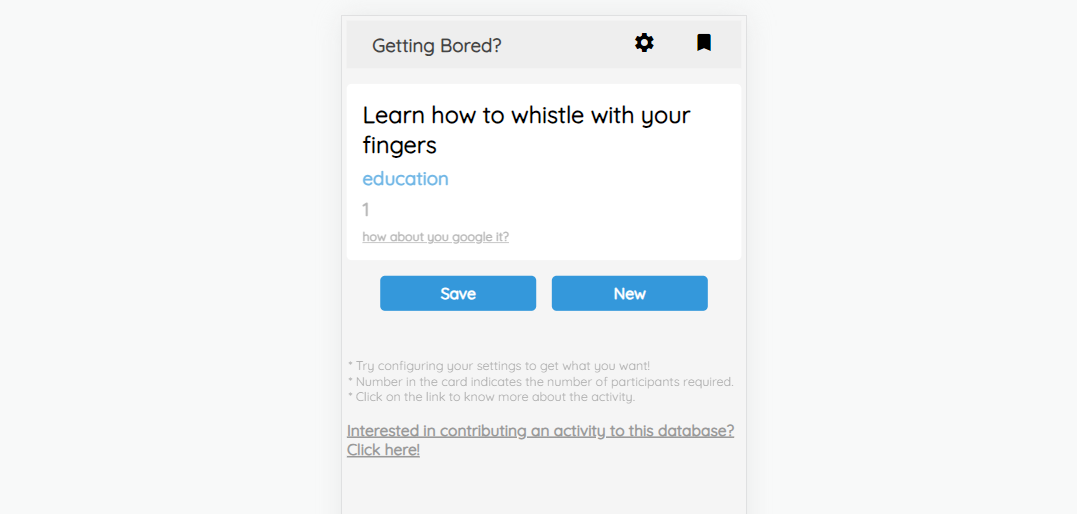 Getting Bored?
Learn how to whistle with your
fingers
education
1
how about you google it?
Save
New
* Try configuring your settings to get what you want!
* Number in the card indicates the number of participants required.
* Click on the link to know more about the activity.
Interested in contributing an activity to this database?
Click here!